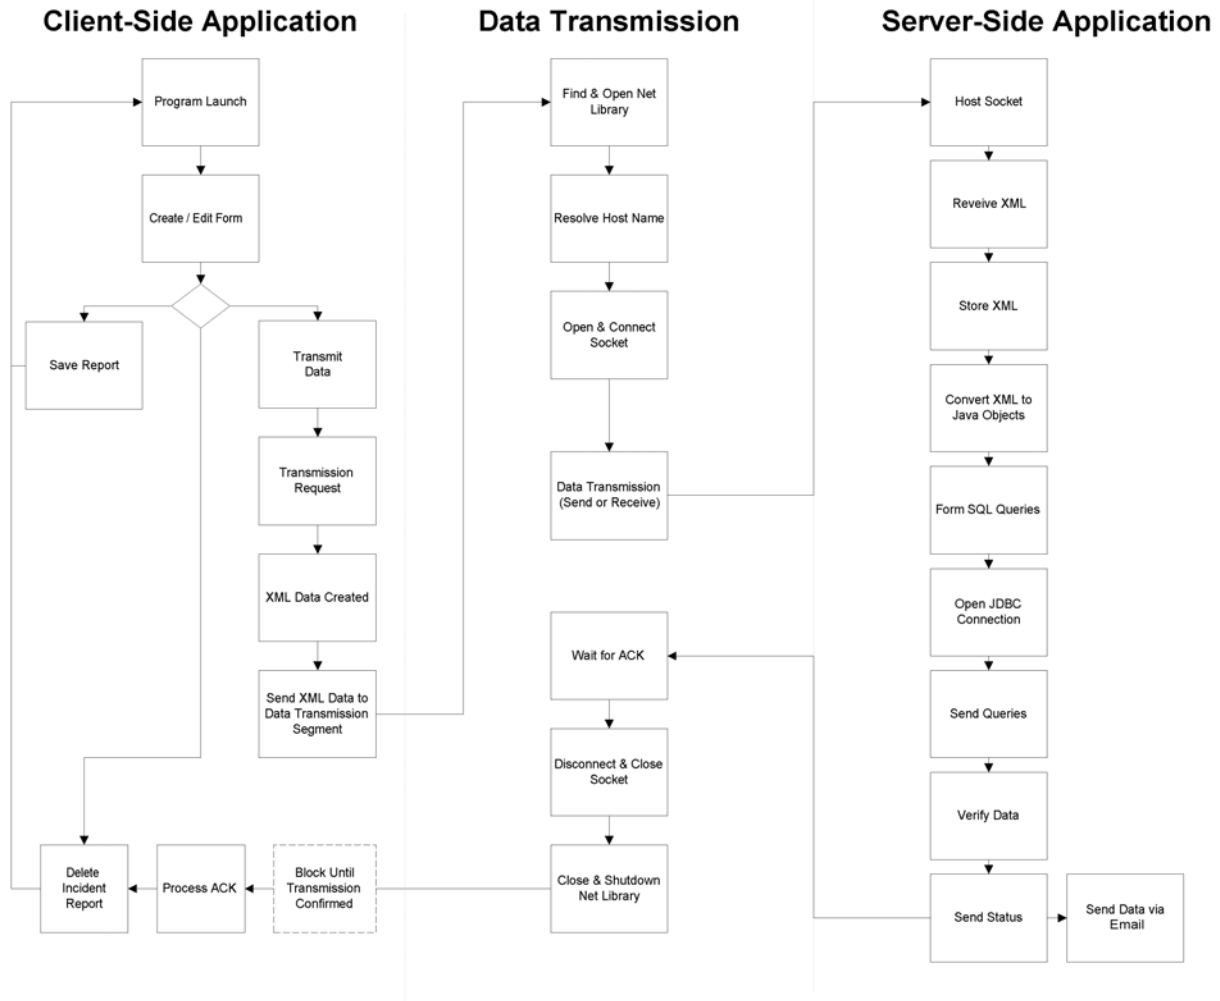 Client-Side Application
Program Launch
Create / Edit Form
Save Report
Transmit
Data
Transmission
Request
XML Data Created
Send XML Data to
Data Transmission
Segment
Delete
Incident
Report
Process ACK
Block Until
Transmission
Confirmed
Data Transmission
Find & Open Net
Library
Resolve Host Name
Open & Connect
Socket
Data Transmission
(Send or Receive)
Wait for ACK
Disconnect & Close
Socket
Close & Shutdown
Net Library
Server-Side Application
Host Socket
Reveive XML
Store XML
Convert XML to
Java Objects
Form SQL Queries
Open JDBC
Connection
Send Queries
Verify Data
Send Status
Send Data via
Email